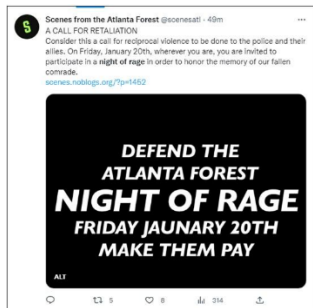 Scenes from the Atlanta Forest @scenesatl · 49m
A CALL FOR RETALIATION
Consider this a call for reciprocal violence to be done to the police and their
allies. On Friday, January 20th, wherever you are, you are invited to
participate in a night of rage in order to honor the memory of our fallen
comrade.
scenes.noblogs.org/?p=1452
DEFEND THE
ATLANTA FOREST
NIGHT OF RAGE
FRIDAY JAUNARY 20TH
MAKE THEM PAY
ALT
5
6
314